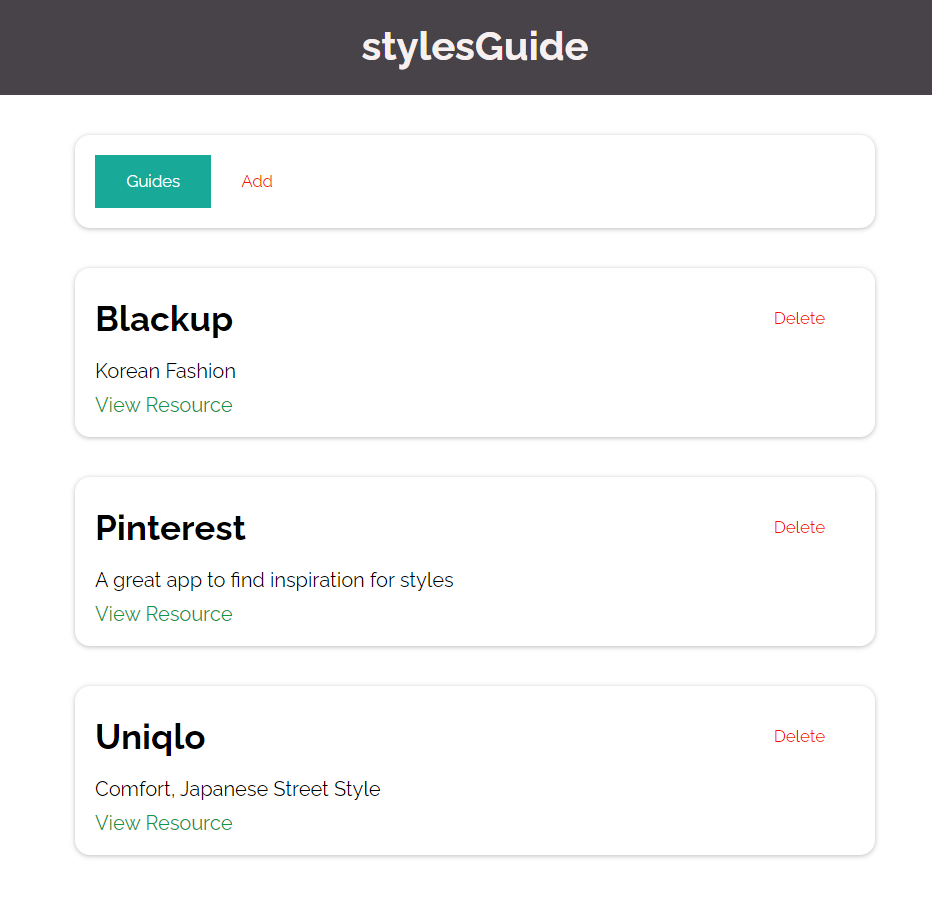 stylesGuide
Guides Add
Blackup Delete
Korean Fashion
View Resource
Pinterest Delete
A great app to find inspiration for styles
View Resource
Uniqlo Delete
Comfort, Japanese Street Style
View Resource